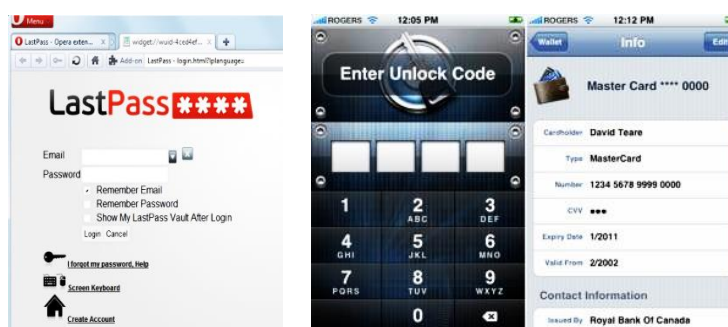 Menu
LastPass - Opera exten...
widget://wuid-4ced4ef...
Add-on LastPass - login.html?lplanguage=
LastPass ****
Email
Password
Remember Email
Remember Password
Show My LastPass Vault After Login
Login Cancel
I forgot my password, Help
Screen Keyboard
Create Account
ROGERS 12:05 PM
Enter Unlock Code
1 2 3
ABC DEF
4 5 6
GHI JKL MNO
7 8 9
PQRS TUV WXYZ
0
ROGERS 12:12 PM
Wallet Info Edit
Master Card **** 0000
Cardholder David Teare
Type MasterCard
Number 1234 5678 9999 0000
CVV •••
Expiry Date 1/2011
Valid From 2/2002
Contact Information
Issued By Royal Bank Of Canada